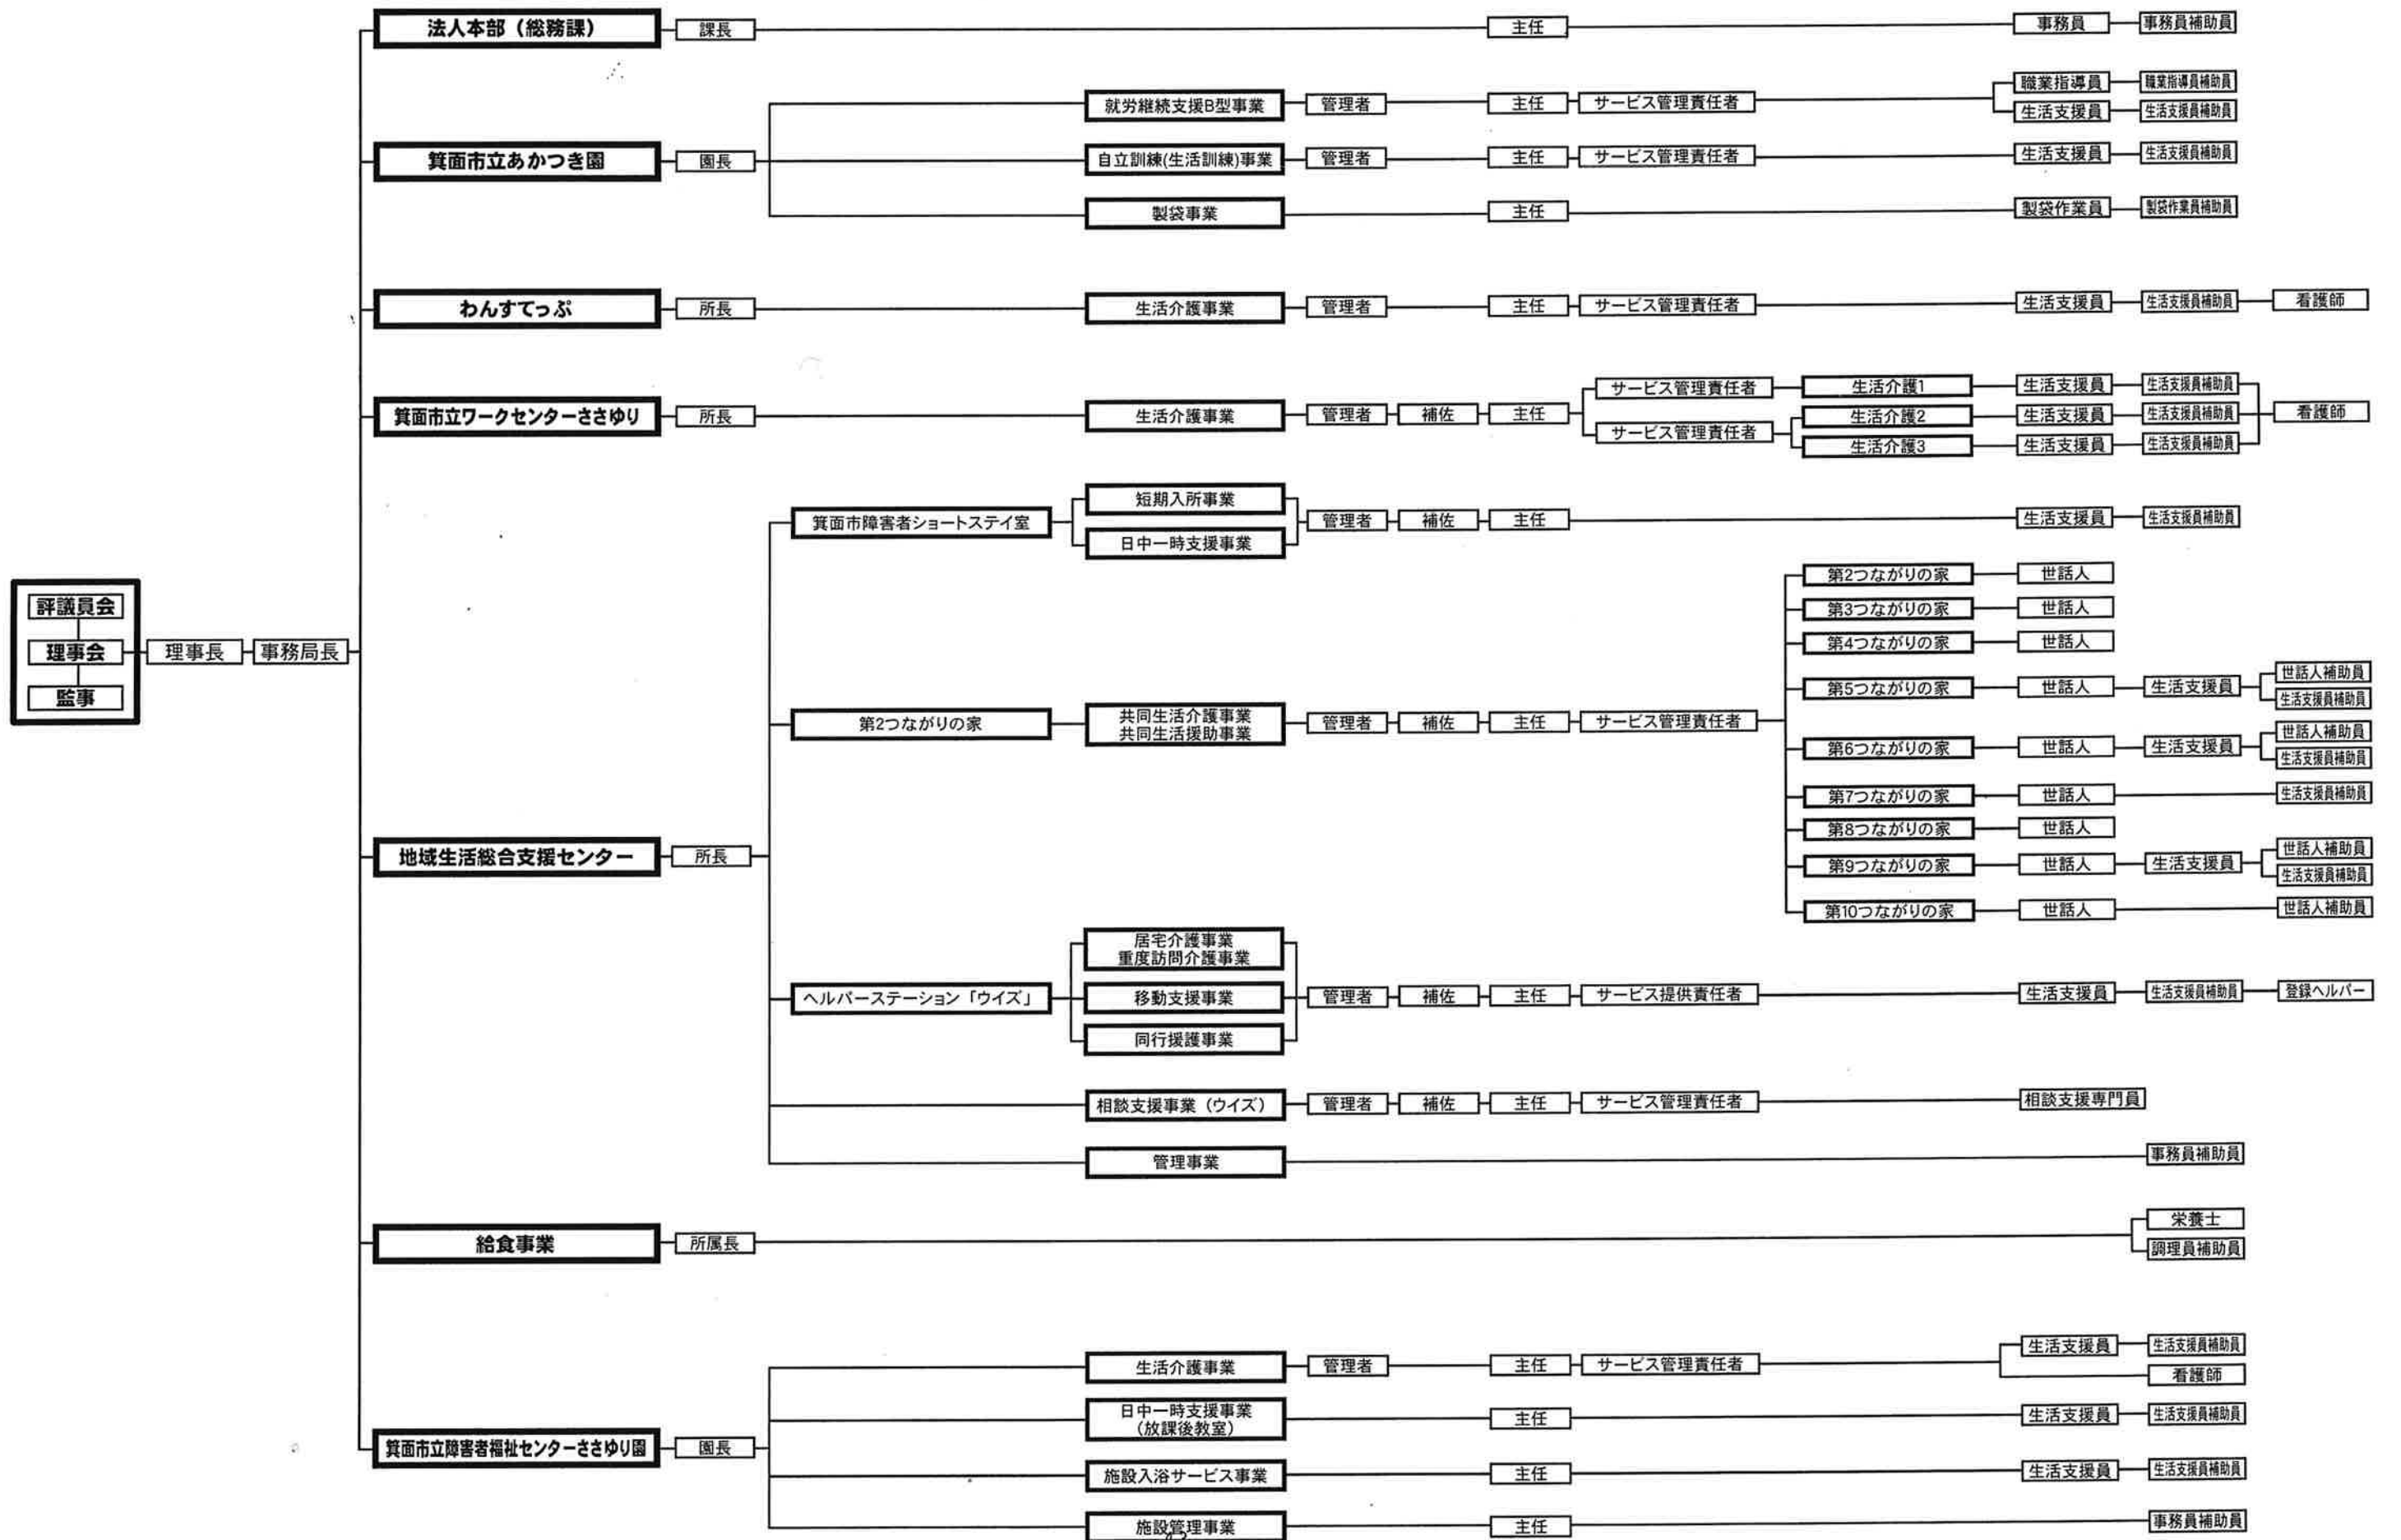 評議員会
理事会
監事
理事長
事務局長
法人本部（総務課）
課長
主任
事務員
事務員補助員
箕面市立あかつき園
園長
就労継続支援B型事業
管理者
主任
サービス管理責任者
職業指導員
職業指導員補助員
生活支援員
生活支援員補助員
自立訓練(生活訓練)事業
管理者
主任
サービス管理責任者
生活支援員
生活支援員補助員
製袋事業
主任
製袋作業員
製袋作業員補助員
わんすてっぷ
所長
生活介護事業
管理者
主任
サービス管理責任者
生活支援員
生活支援員補助員
看護師
箕面市立ワークセンターささゆり
所長
生活介護事業
管理者
補佐
主任
サービス管理責任者
生活介護1
生活支援員
生活支援員補助員
サービス管理責任者
生活介護2
生活支援員
生活支援員補助員
生活介護3
生活支援員
生活支援員補助員
看護師
地域生活総合支援センター
所長
箕面市障害者ショートステイ室
短期入所事業
日中一時支援事業
管理者
補佐
主任
生活支援員
生活支援員補助員
第2つながりの家
共同生活介護事業
共同生活援助事業
管理者
補佐
主任
サービス管理責任者
第2つながりの家
世話人
第3つながりの家
世話人
第4つながりの家
世話人
第5つながりの家
世話人
生活支援員
世話人補助員
生活支援員補助員
第6つながりの家
世話人
生活支援員
世話人補助員
生活支援員補助員
第7つながりの家
世話人
生活支援員補助員
第8つながりの家
世話人
第9つながりの家
世話人
生活支援員
世話人補助員
生活支援員補助員
第10つながりの家
世話人
世話人補助員
ヘルパーステーション「ウイズ」
居宅介護事業
重度訪問介護事業
移動支援事業
同行援護事業
管理者
補佐
主任
サービス提供責任者
生活支援員
生活支援員補助員
登録ヘルパー
相談支援事業（ウイズ）
管理者
補佐
主任
サービス管理責任者
相談支援専門員
管理事業
事務員補助員
給食事業
所属長
栄養士
調理員補助員
箕面市立障害者福祉センターささゆり園
園長
生活介護事業
管理者
主任
サービス管理責任者
生活支援員
生活支援員補助員
看護師
日中一時支援事業
（放課後教室）
主任
生活支援員
生活支援員補助員
施設入浴サービス事業
主任
生活支援員
生活支援員補助員
施設管理事業
主任
事務員補助員